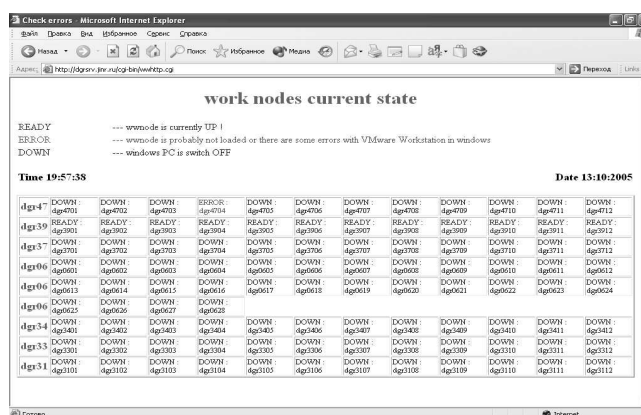 Check errors - Microsoft Internet Explorer
Файл Правка Вид Избранное Сервис Справка
Назад Поиск Избранное Медиа
Адрес: http://dgrsrv.jinr.ru/cgi-bin/wwhttp.cgi Переход Links
work nodes current state
READY --- wwnode is currently UP !
ERROR --- wwnode is probably not loaded or there are some errors with VMware Workstation in windows
DOWN --- windows PC is switch OFF
Time 19:57:38 Date 13:10:2005
DOWN : DOWN : DOWN : ERROR : DOWN : DOWN : DOWN : DOWN : DOWN : DOWN : DOWN : DOWN :
dgr47 dgr4701 dgr4702 dgr4703 dgr4704 dgr4705 dgr4706 dgr4707 dgr4708 dgr4709 dgr4710 dgr4711 dgr4712
READY : READY : READY : READY : READY : READY : READY : READY : READY : READY : READY : READY :
dgr39 dgr3901 dgr3902 dgr3903 dgr3904 dgr3905 dgr3906 dgr3907 dgr3908 dgr3909 dgr3910 dgr3911 dgr3912
DOWN : DOWN : DOWN : DOWN : DOWN : DOWN : DOWN : DOWN : DOWN : DOWN : DOWN : DOWN :
dgr37 dgr3701 dgr3702 dgr3703 dgr3704 dgr3705 dgr3706 dgr3707 dgr3708 dgr3709 dgr3710 dgr3711 dgr3712
DOWN : DOWN : DOWN : DOWN : DOWN : DOWN : DOWN : DOWN : DOWN : DOWN : DOWN : DOWN :
dgr06 dgr0601 dgr0602 dgr0603 dgr0604 dgr0605 dgr0606 dgr0607 dgr0608 dgr0609 dgr0610 dgr0611 dgr0612
DOWN : DOWN : DOWN : DOWN : DOWN : DOWN : DOWN : DOWN : DOWN : DOWN : DOWN : DOWN :
dgr06 dgr0613 dgr0614 dgr0615 dgr0616 dgr0617 dgr0618 dgr0619 dgr0620 dgr0621 dgr0622 dgr0623 dgr0624
DOWN : DOWN : DOWN : DOWN :
dgr06 dgr0625 dgr0626 dgr0627 dgr0628
DOWN : DOWN : DOWN : DOWN : DOWN : DOWN : DOWN : DOWN : DOWN : DOWN : DOWN : DOWN :
dgr34 dgr3401 dgr3402 dgr3403 dgr3404 dgr3405 dgr3406 dgr3407 dgr3408 dgr3409 dgr3410 dgr3411 dgr3412
DOWN : DOWN : DOWN : DOWN : DOWN : DOWN : DOWN : DOWN : DOWN : DOWN : DOWN : DOWN :
dgr33 dgr3301 dgr3302 dgr3303 dgr3304 dgr3305 dgr3306 dgr3307 dgr3308 dgr3309 dgr3310 dgr3311 dgr3312
DOWN : DOWN : DOWN : DOWN : DOWN : DOWN : DOWN : DOWN : DOWN : DOWN : DOWN : DOWN :
dgr31 dgr3101 dgr3102 dgr3103 dgr3104 dgr3105 dgr3106 dgr3107 dgr3108 dgr3109 dgr3110 dgr3111 dgr3112
Готово Internet